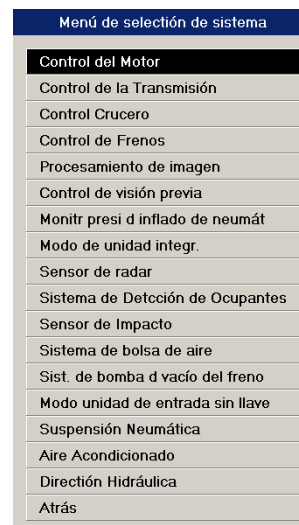 Menú de selectión de sistema
Control del Motor
Control de la Transmisión
Control Crucero
Control de Frenos
Procesamiento de imagen
Control de visión previa
Monitr presi d inflado de neumát
Modo de unidad integr.
Sensor de radar
Sistema de Detcción de Ocupantes
Sensor de Impacto
Sistema de bolsa de aire
Sist. de bomba d vacío del freno
Modo unidad de entrada sin llave
Suspensión Neumática
Aire Acondicionado
Directión Hidráulica
Atrás